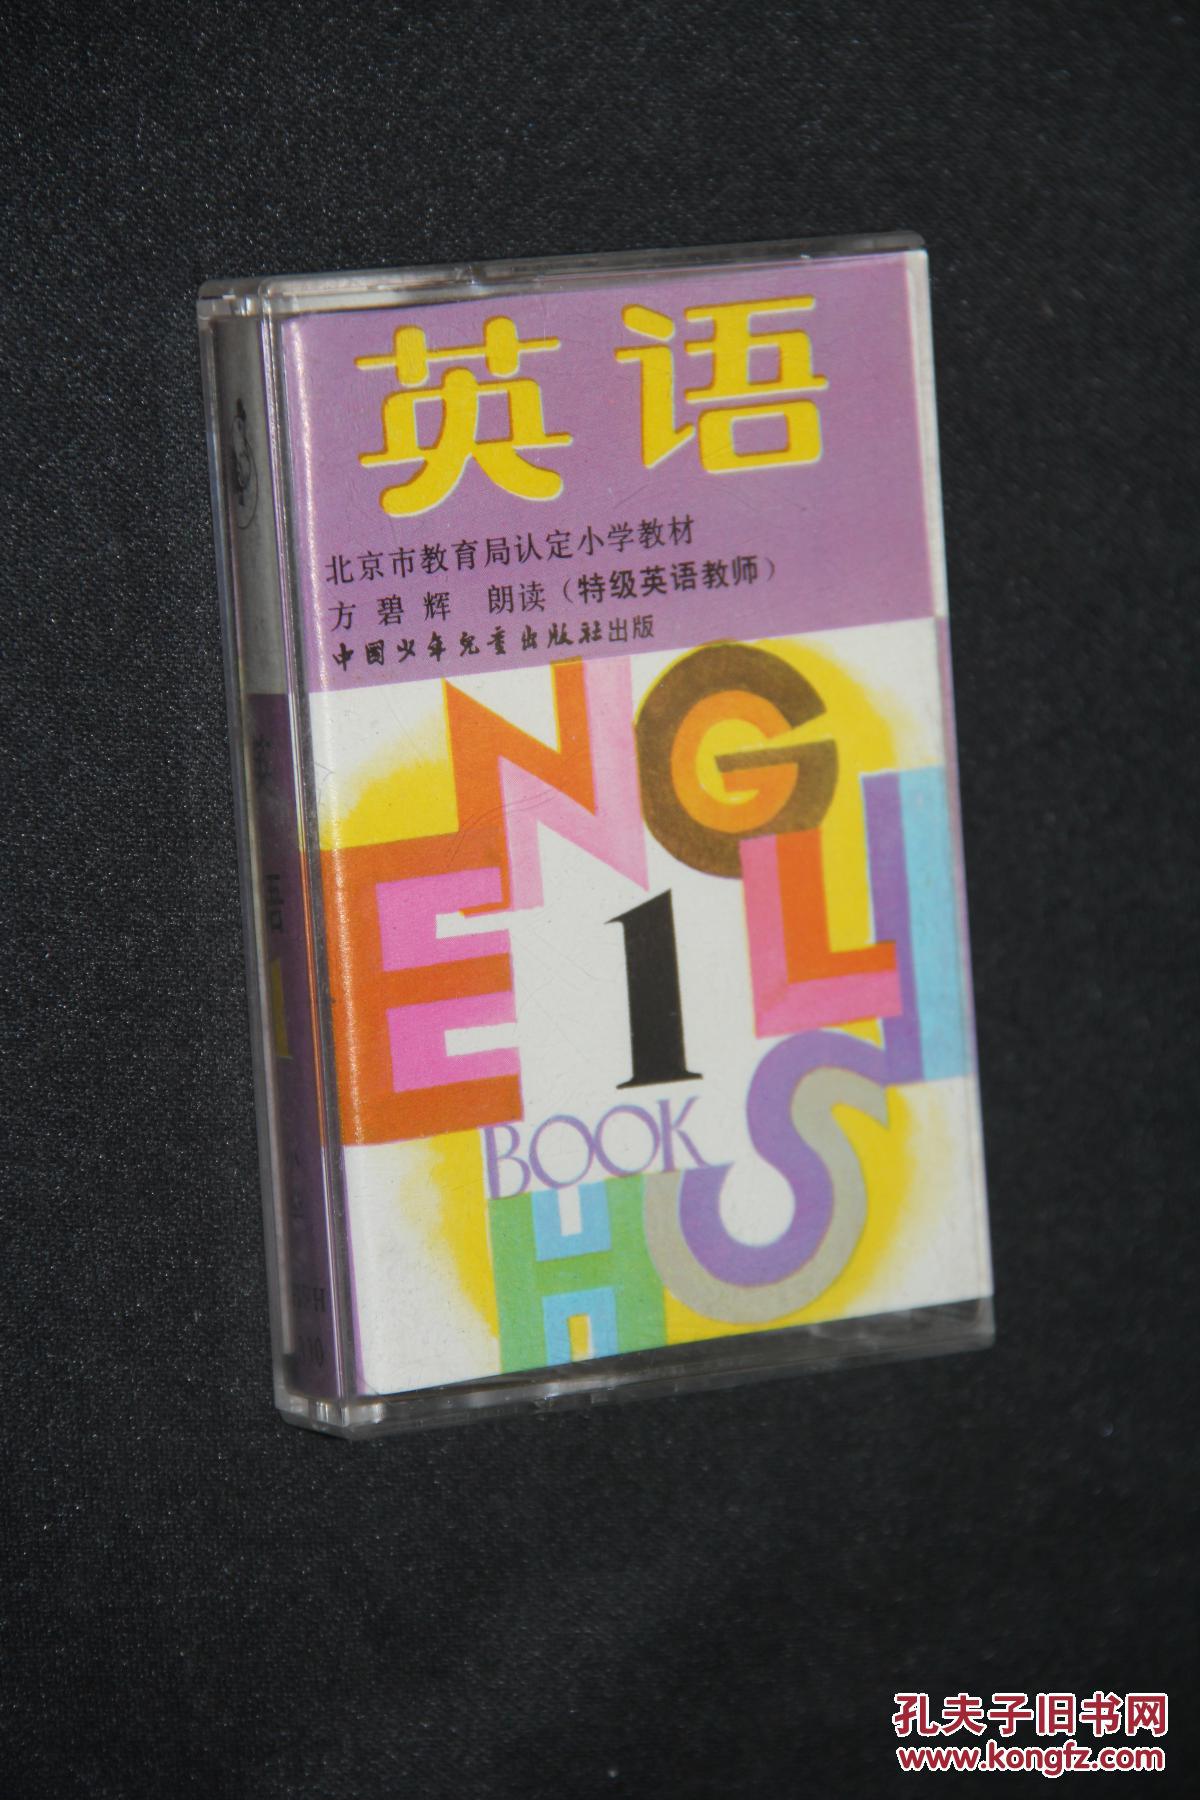 英语
北京市教育局认定小学教材
方碧辉 朗读（特级英语教师）
中国少年儿童出版社出版
ENGLISH
1
BOOK
孔夫子旧书网
www.kongfz.com